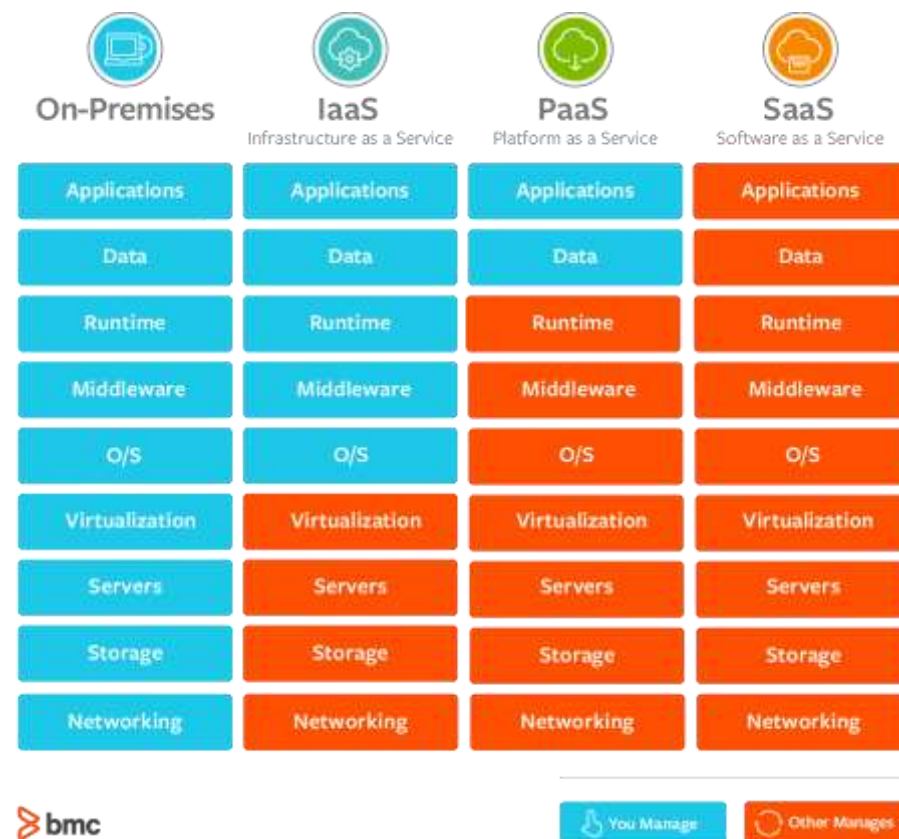 On-Premises IaaS PaaS SaaS
Infrastructure as a Service Platform as a Service Software as a Service
Applications Applications Applications Applications
Data Data Data Data
Runtime Runtime Runtime Runtime
Middleware Middleware Middleware Middleware
O/S O/S O/S O/S
Virtualization Virtualization Virtualization Virtualization
Servers Servers Servers Servers
Storage Storage Storage Storage
Networking Networking Networking Networking
bmc You Manage Other Manages